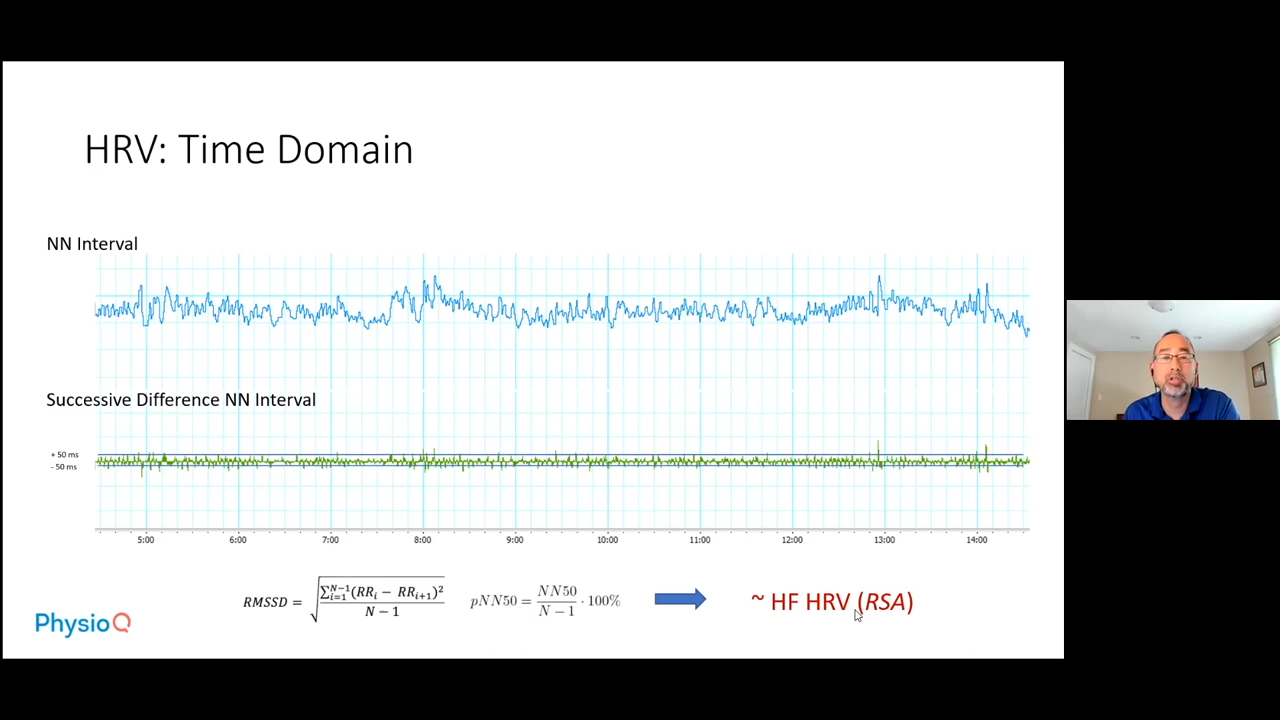 HRV: Time Domain
NN Interval
Successive Difference NN Interval
+ 50 ms
- 50 ms
5:00 6:00 7:00 8:00 9:00 10:00 11:00 12:00 13:00 14:00
RMSSD = √(∑_{i=1}^{N−1}(RR_i − RR_{i+1})² / (N − 1))
pNN50 = NN50 / (N − 1) · 100%
~ HF HRV (RSA)
PhysioQ